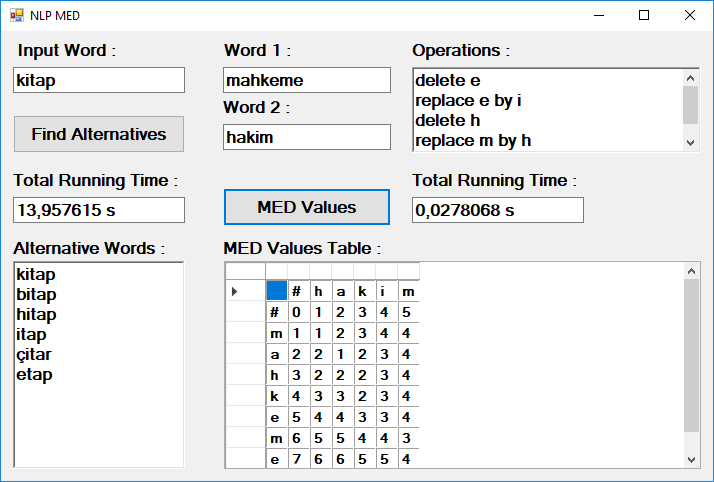 NLP MED
Input Word :
kitap
Find Alternatives
Total Running Time :
13,957615 s
Alternative Words :
kitap
bitap
hitap
itap
çitar
etap
Word 1 :
mahkeme
Word 2 :
hakim
MED Values
Operations :
delete e
replace e by i
delete h
replace m by h
Total Running Time :
0,0278068 s
MED Values Table :
# h a k i m
# 0 1 2 3 4 5
m 1 1 2 3 4 4
a 2 2 1 2 3 4
h 3 2 2 2 3 4
k 4 3 3 2 3 4
e 5 4 4 3 3 4
m 6 5 5 4 4 3
e 7 6 6 5 5 4